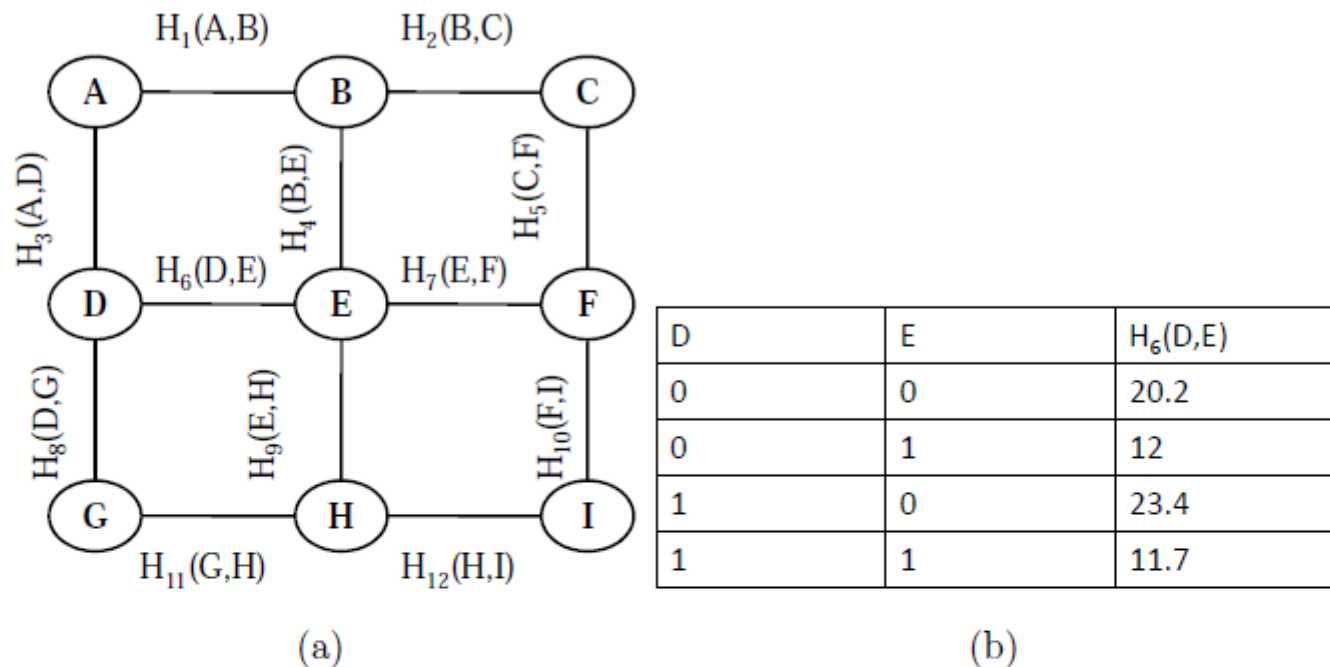 H₁(A,B) H₂(B,C)
A B C
H₃(A,D) H₄(B,E) H₅(C,F)
H₆(D,E) H₇(E,F)
D E F
H₈(D,G) H₉(E,H) H₁₀(F,I)
G H I
H₁₁(G,H) H₁₂(H,I)
(a)
D E H₆(D,E)
0 0 20.2
0 1 12
1 0 23.4
1 1 11.7
(b)